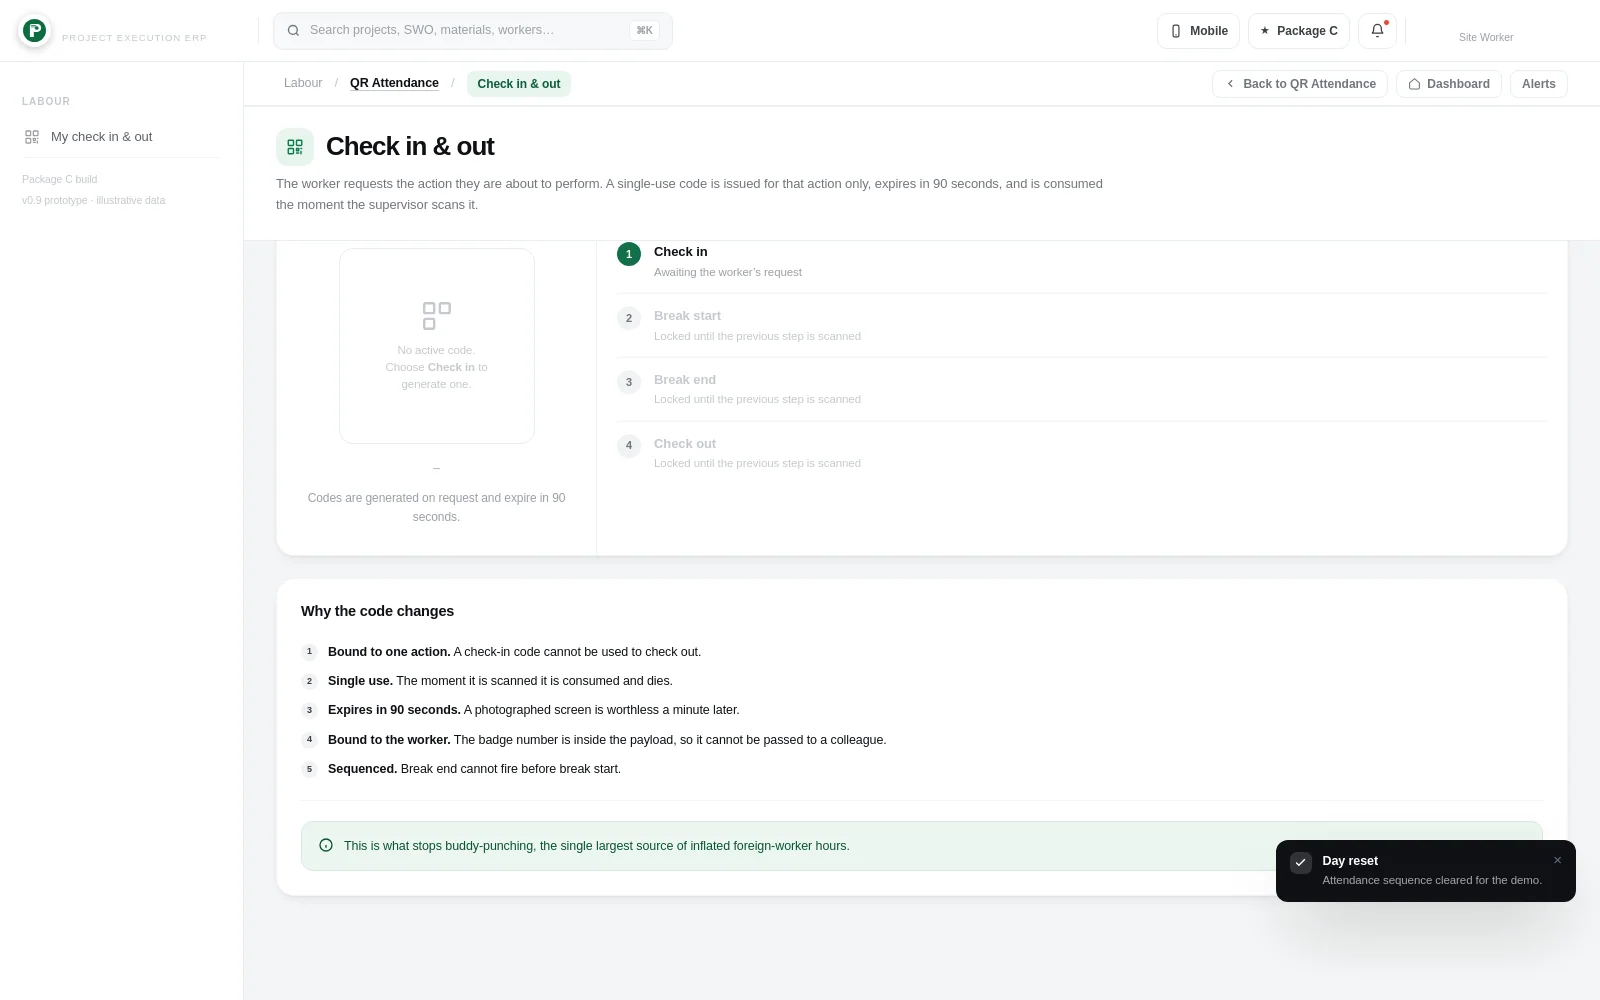 P
PROJECT EXECUTION ERP
Search projects, SWO, materials, workers…
⌘K
Mobile
★ Package C
Site Worker
Labour / QR Attendance / Check in & out
Back to QR Attendance
Dashboard
Alerts
LABOUR
My check in & out
Package C build
v0.9 prototype · illustrative data
Check in & out
The worker requests the action they are about to perform. A single-use code is issued for that action only, expires in 90 seconds, and is consumed
the moment the supervisor scans it.
No active code.
Choose Check in to
generate one.
–
Codes are generated on request and expire in 90
seconds.
1 Check in
Awaiting the worker’s request
2 Break start
Locked until the previous step is scanned
3 Break end
Locked until the previous step is scanned
4 Check out
Locked until the previous step is scanned
Why the code changes
1 Bound to one action. A check-in code cannot be used to check out.
2 Single use. The moment it is scanned it is consumed and dies.
3 Expires in 90 seconds. A photographed screen is worthless a minute later.
4 Bound to the worker. The badge number is inside the payload, so it cannot be passed to a colleague.
5 Sequenced. Break end cannot fire before break start.
This is what stops buddy-punching, the single largest source of inflated foreign-worker hours.
Day reset ×
Attendance sequence cleared for the demo.